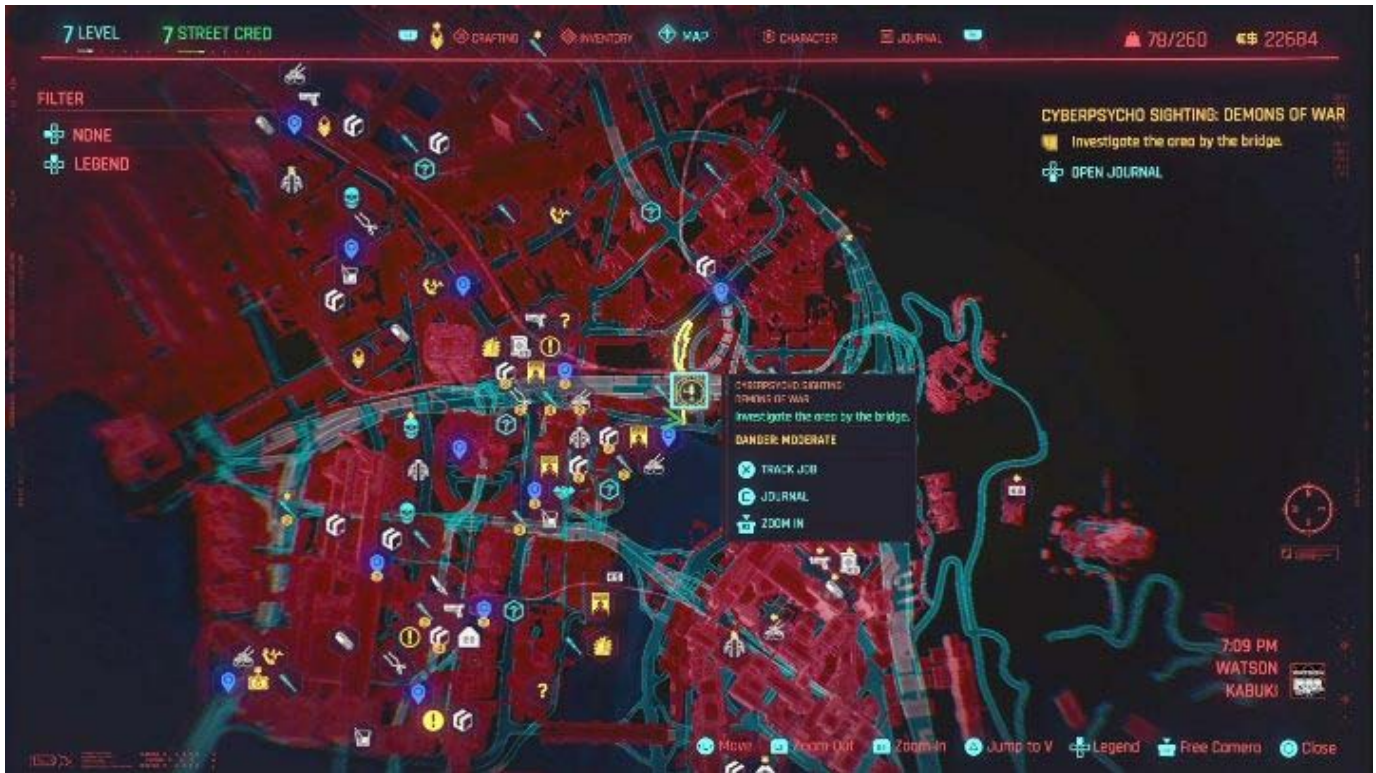 7 LEVEL
7 STREET CRED
CRAFTING
INVENTORY
MAP
CHARACTER
JOURNAL
78/260
€$ 22684
FILTER
NONE
LEGEND
CYBERPSYCHO SIGHTING: DEMONS OF WAR
Investigate the area by the bridge.
OPEN JOURNAL
CYBERPSYCHO SIGHTING:
DEMONS OF WAR
Investigate the area by the bridge.
DANGER: MODERATE
TRACK JOB
JOURNAL
ZOOM IN
7:09 PM
WATSON
KABUKI
Move
Zoom Out
Zoom In
Jump to V
Legend
Free Camera
Close